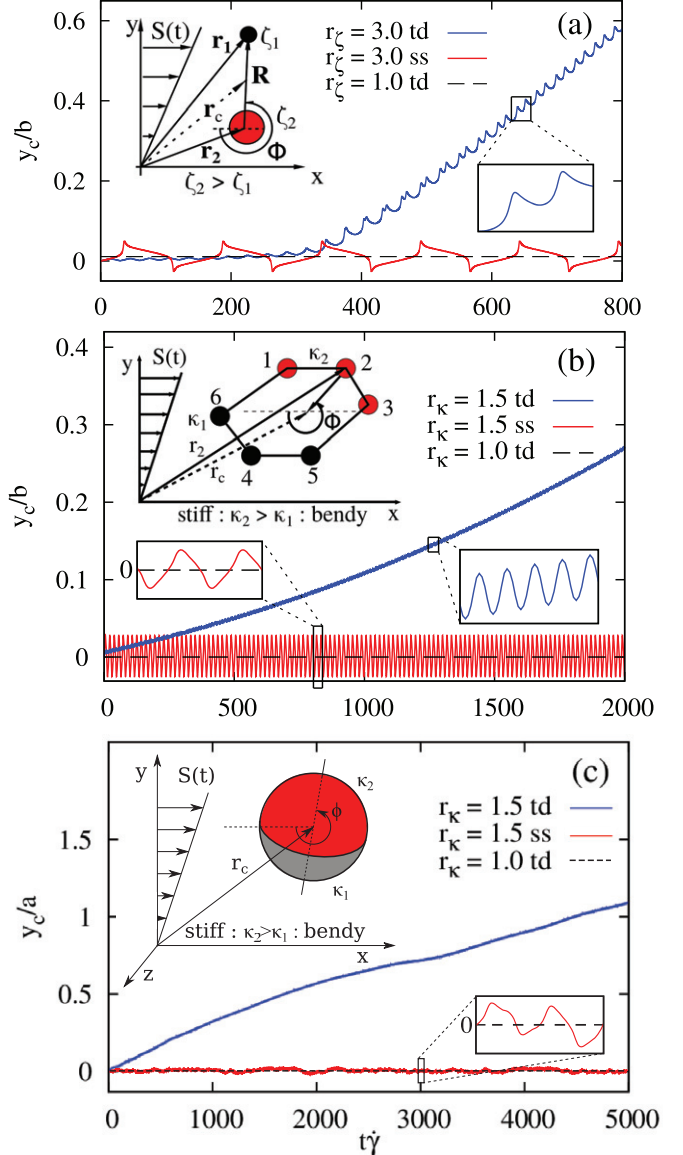 (a)
y
S(t)
r₁
ζ₁
R
r_c
ζ₂
r₂
Φ
x
ζ₂ > ζ₁
r_ζ = 3.0 td
r_ζ = 3.0 ss
r_ζ = 1.0 td
y_c/b
0.6
0.4
0.2
0
0 200 400 600 800
(b)
y
S(t)
1 κ₂ 2
6
3
κ₁
Φ
r₂
r_c
4 5
x
stiff : κ₂ > κ₁ : bendy
r_κ = 1.5 td
r_κ = 1.5 ss
r_κ = 1.0 td
0
y_c/b
0.4
0.3
0.2
0.1
0
0 500 1000 1500 2000
(c)
y
S(t)
κ₂
ϕ
r_c
κ₁
stiff : κ₂>κ₁ : bendy
x
z
r_κ = 1.5 td
r_κ = 1.5 ss
r_κ = 1.0 td
0
y_c/a
1.5
1
0.5
0
0 1000 2000 3000 4000 5000
tγ̇